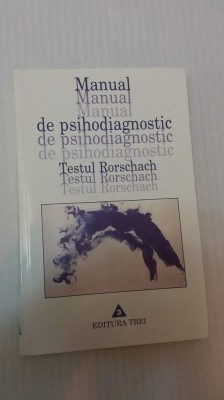 Manual
Manual
Manual
de psihodiagnostic
de psihodiagnostic
de psihodiagnostic
Testul Rorschach
Testul Rorschach
Testul Rorschach
EDITURA TREI